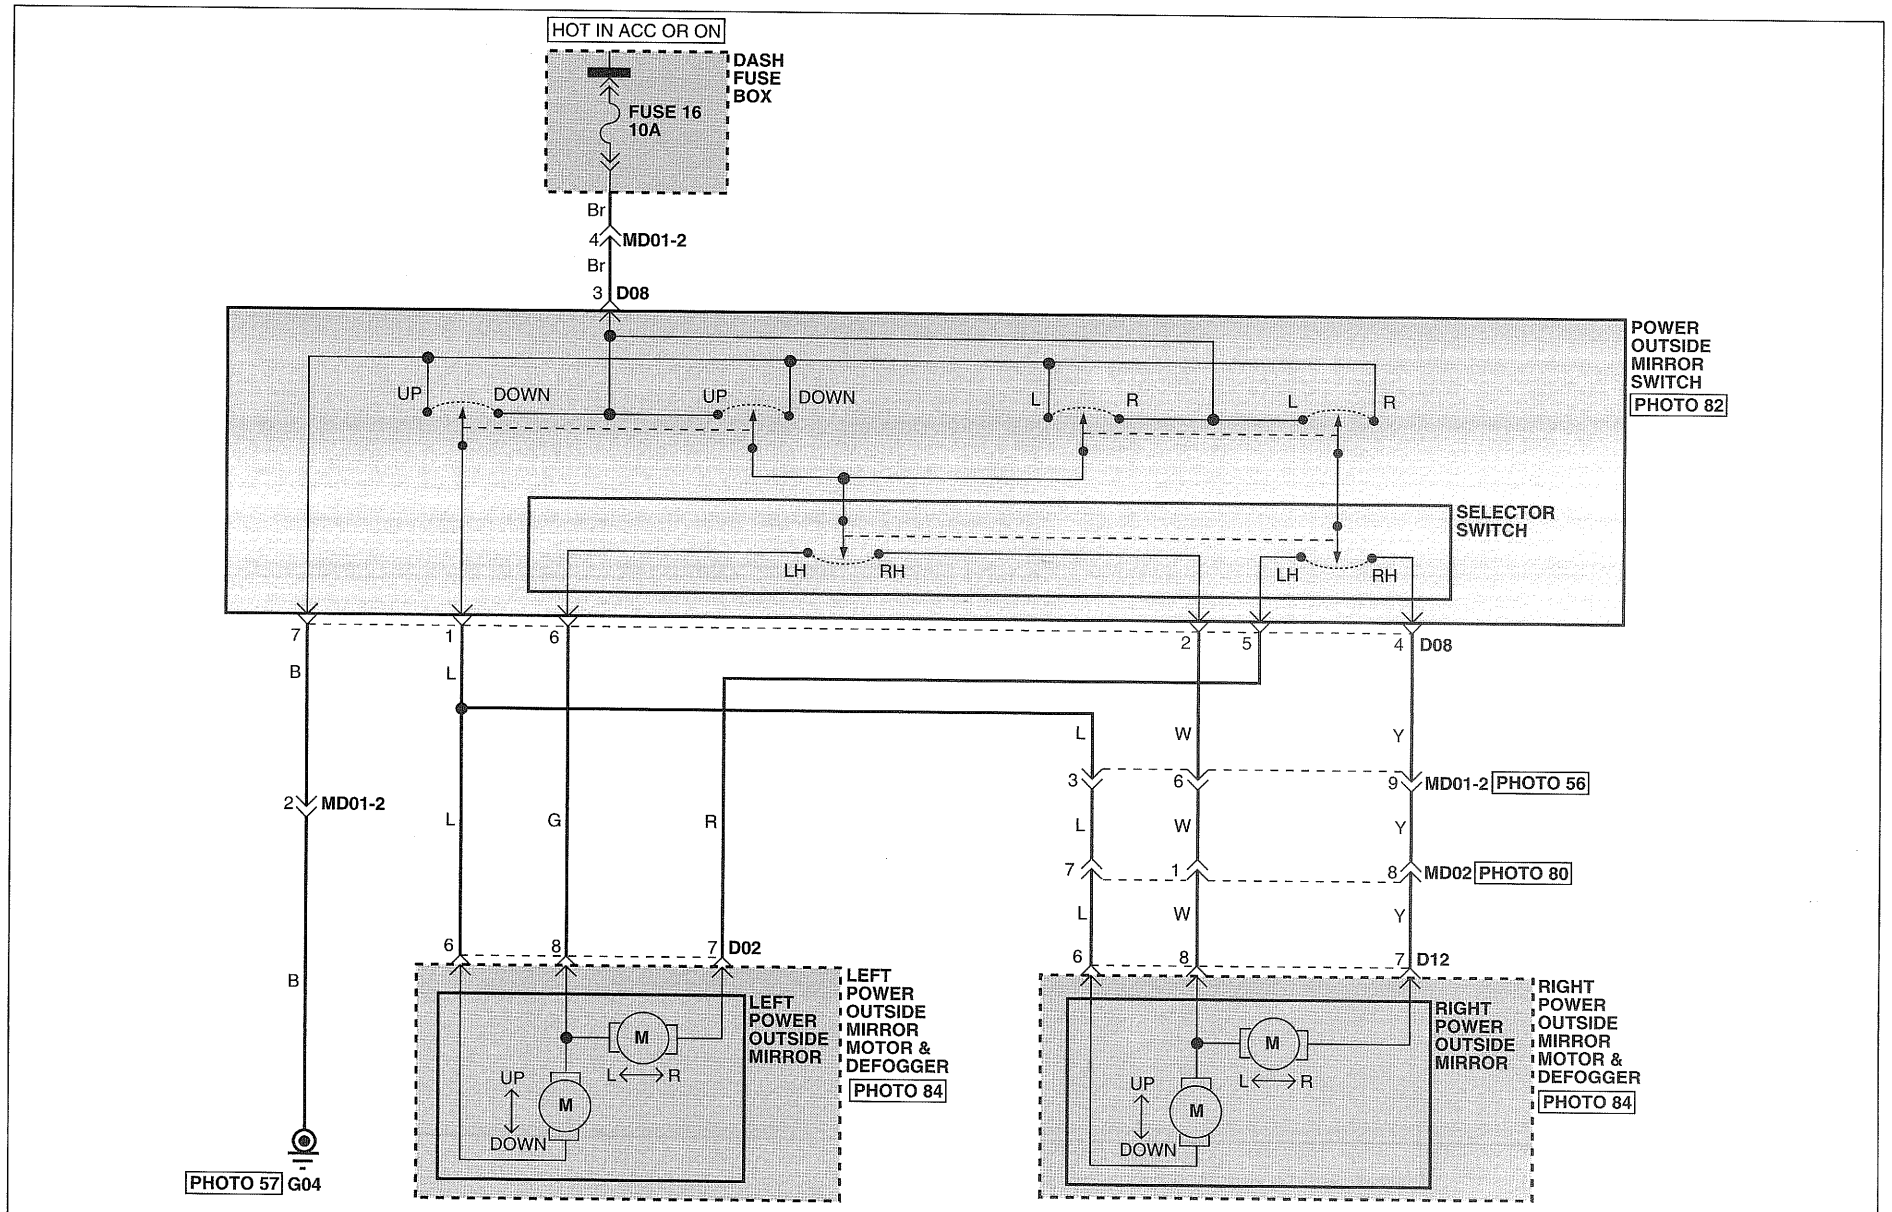 HOT IN ACC OR ON
DASH
FUSE
BOX
FUSE 16
10A
Br
4 MD01-2
Br
3 D08
POWER
OUTSIDE
MIRROR
SWITCH
PHOTO 82
UP DOWN UP DOWN L R L R
SELECTOR
SWITCH
LH RH LH RH
7 1 6 2 5 4 D08
B L
L W Y
2 MD01-2
3 6 9 MD01-2 PHOTO 56
L G R L W Y
7 1 8 MD02 PHOTO 80
L W Y
B
6 8 7 D02
6 8 7 D12
LEFT
POWER
OUTSIDE
MIRROR
MOTOR &
DEFOGGER
PHOTO 84
LEFT
POWER
OUTSIDE
MIRROR
M
L R
UP
M
DOWN
RIGHT
POWER
OUTSIDE
MIRROR
MOTOR &
DEFOGGER
PHOTO 84
RIGHT
POWER
OUTSIDE
MIRROR
M
L R
UP
M
DOWN
PHOTO 57 G04